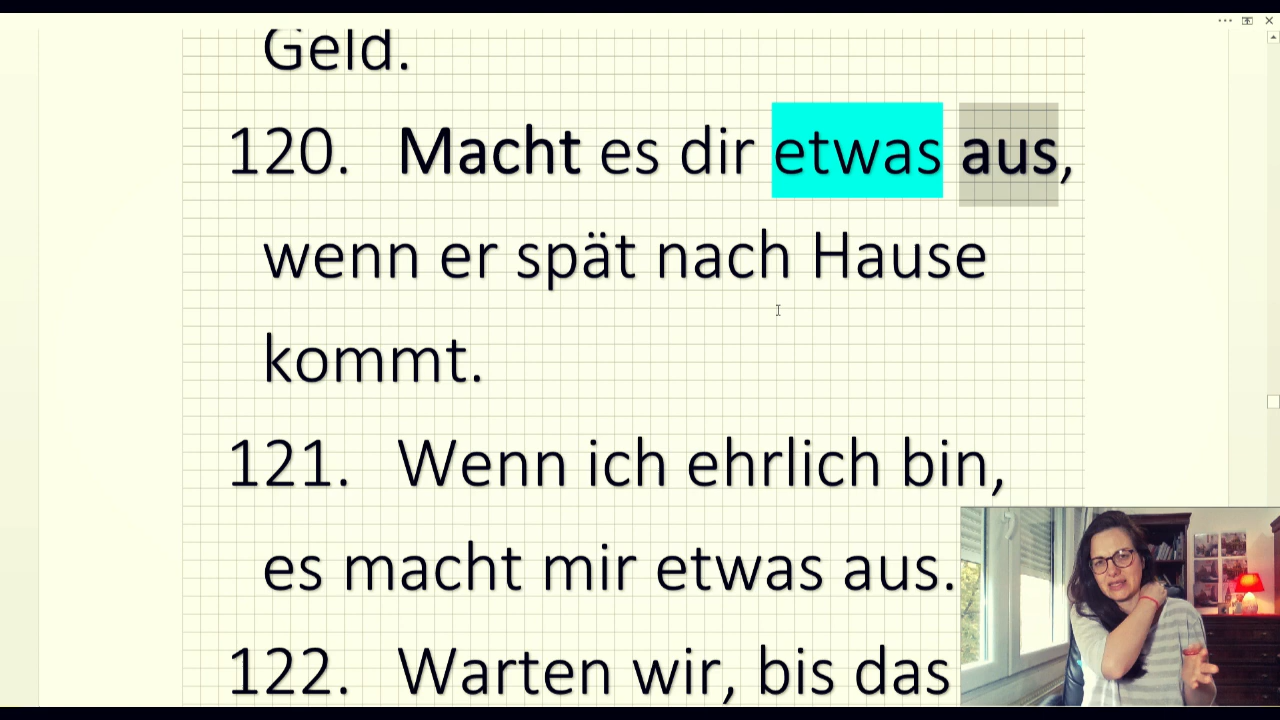 Geld.
120. Macht es dir etwas aus,
wenn er spät nach Hause
kommt.
121. Wenn ich ehrlich bin,
es macht mir etwas aus.
122. Warten wir, bis das